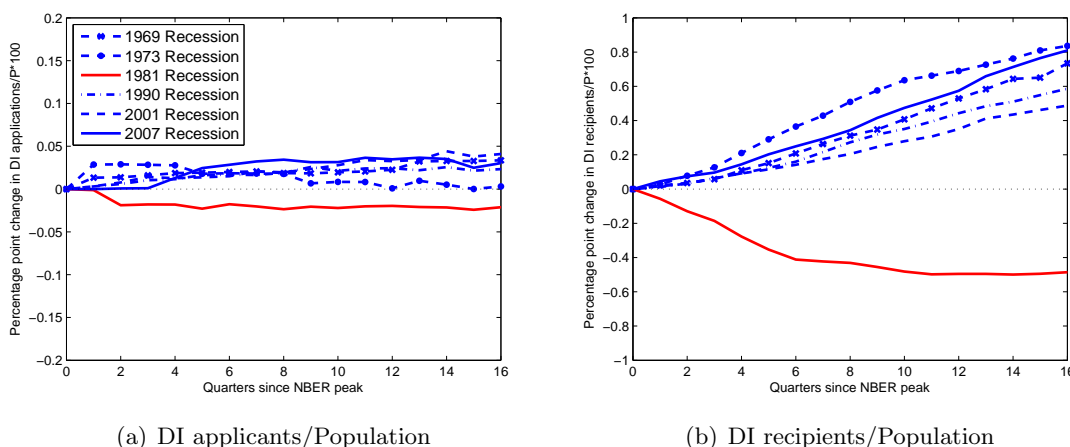 Percentage point change in DI applications/P*100
0.2
0.15
0.1
0.05
0
−0.05
−0.1
−0.15
−0.2
1969 Recession
1973 Recession
1981 Recession
1990 Recession
2001 Recession
2007 Recession
0 2 4 6 8 10 12 14 16
Quarters since NBER peak
(a) DI applicants/Population
Percentage point change in DI recipients/P*100
1
0.8
0.6
0.4
0.2
0
−0.2
−0.4
−0.6
−0.8
−1
0 2 4 6 8 10 12 14 16
Quarters since NBER peak
(b) DI recipients/Population